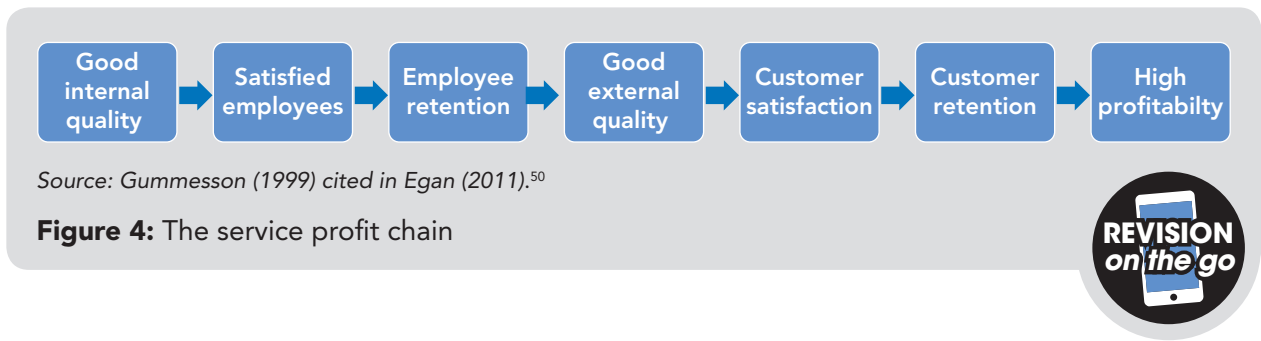 Good
internal
quality
Satisfied
employees
Employee
retention
Good
external
quality
Customer
satisfaction
Customer
retention
High
profitabilty
Source: Gummesson (1999) cited in Egan (2011).50
Figure 4: The service profit chain
REVISION
on the go